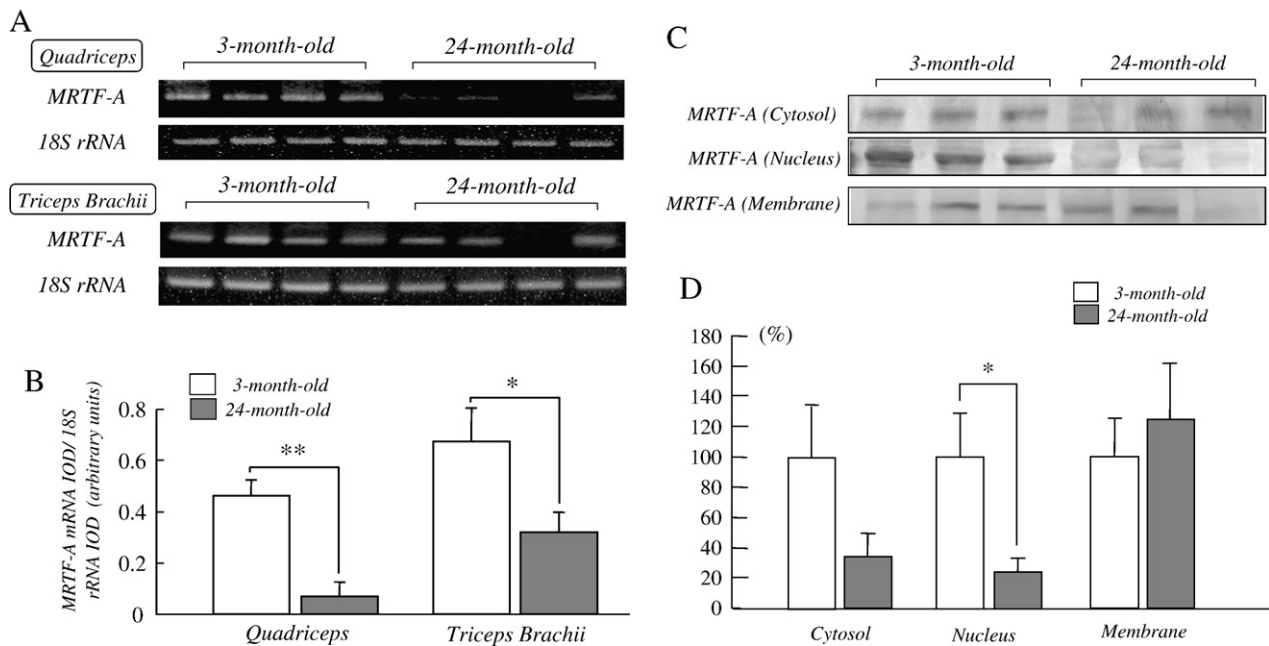 A
Quadriceps
3-month-old 24-month-old
MRTF-A
18S rRNA
Triceps Brachii
3-month-old 24-month-old
MRTF-A
18S rRNA
B
3-month-old
24-month-old
MRTF-A mRNA IOD/ 18S
rRNA IOD (arbitrary units)
0.8
0.6
0.4
0.2
0
**
*
Quadriceps Triceps Brachii
C
3-month-old 24-month-old
MRTF-A (Cytosol)
MRTF-A (Nucleus)
MRTF-A (Membrane)
D
3-month-old
24-month-old
(%)
180
160
140
120
100
80
60
40
20
0
*
Cytosol Nucleus Membrane